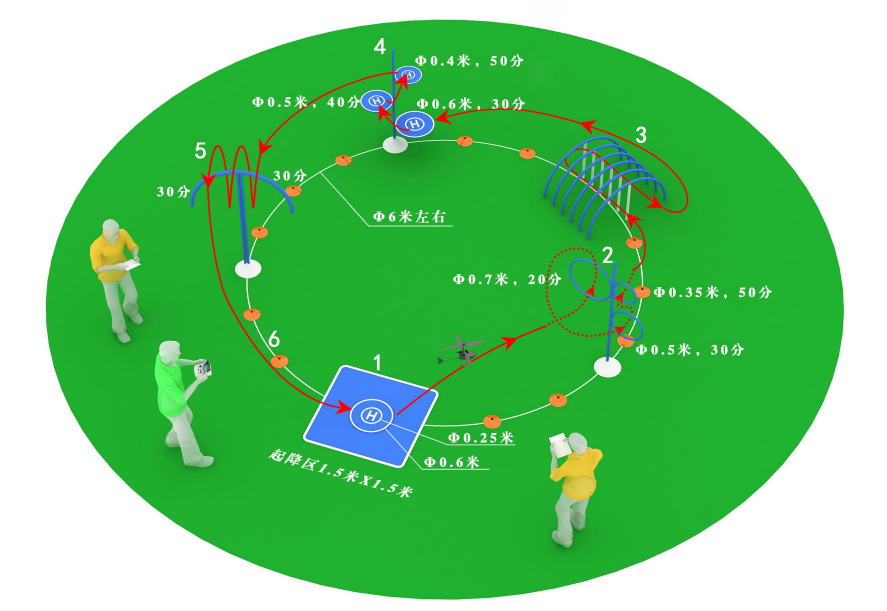 4
Φ0.4米，50分
Φ0.5米，40分
Φ0.6米，30分
H
H
H
3
5
30分
30分
Φ6米左右
2
Φ0.7米，20分
Φ0.35米，50分
Φ0.5米，30分
6
1
H
Φ0.25米
Φ0.6米
起降区1.5米X1.5米